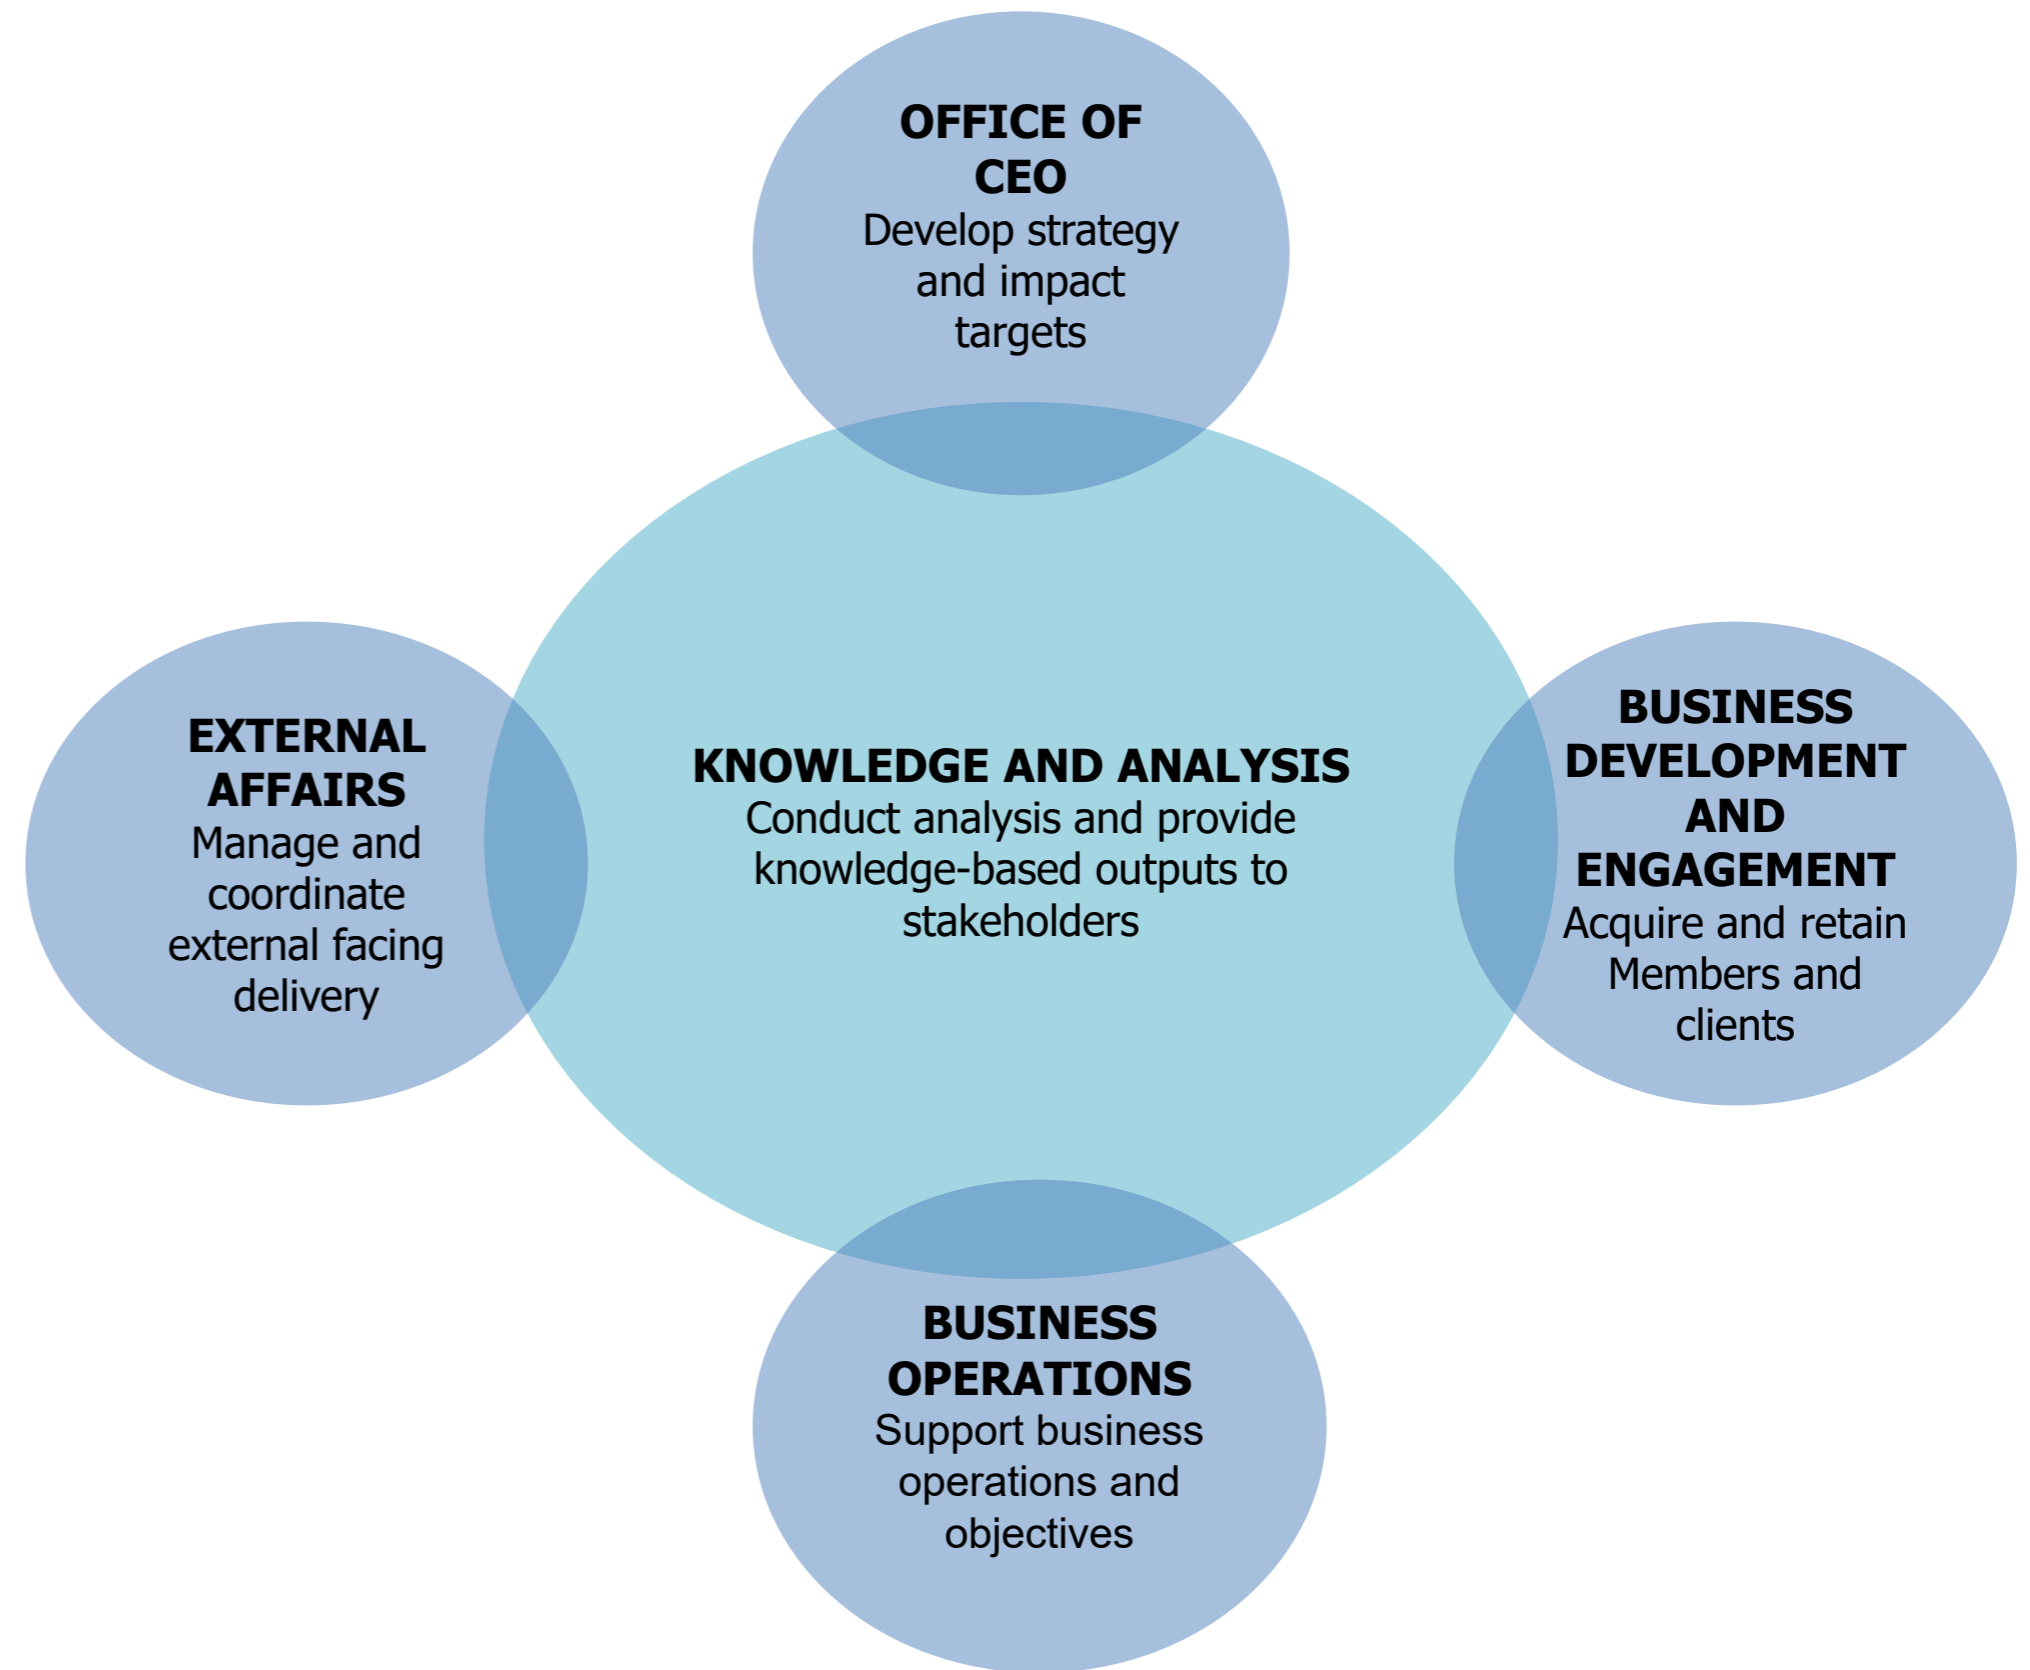 OFFICE OF
CEO
Develop strategy
and impact
targets
EXTERNAL
AFFAIRS
Manage and
coordinate
external facing
delivery
KNOWLEDGE AND ANALYSIS
Conduct analysis and provide
knowledge-based outputs to
stakeholders
BUSINESS
DEVELOPMENT
AND
ENGAGEMENT
Acquire and retain
Members and
clients
BUSINESS
OPERATIONS
Support business
operations and
objectives